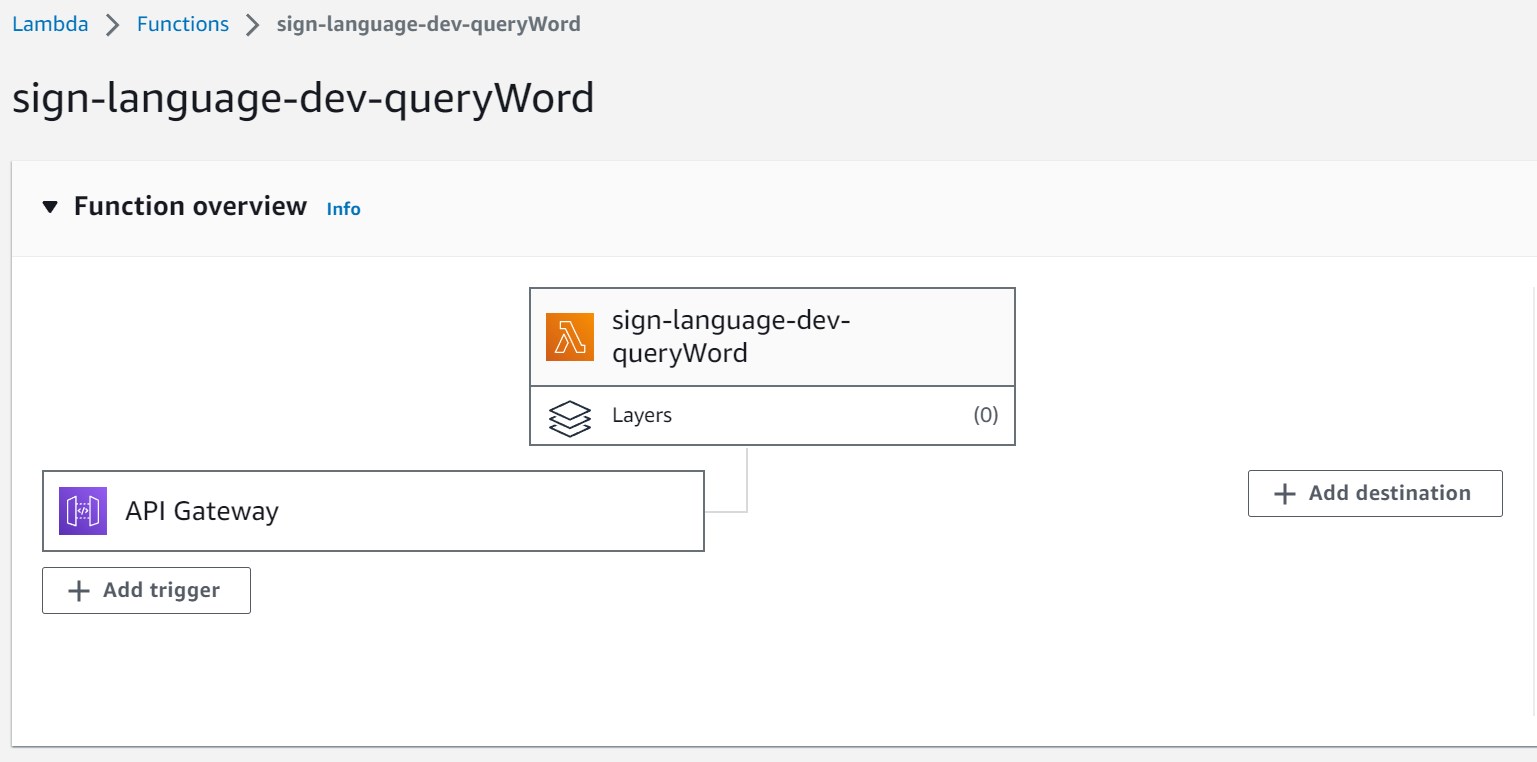 Lambda Functions sign-language-dev-queryWord
sign-language-dev-queryWord
Function overview Info
sign-language-dev-
queryWord
Layers (0)
API Gateway
Add destination
Add trigger